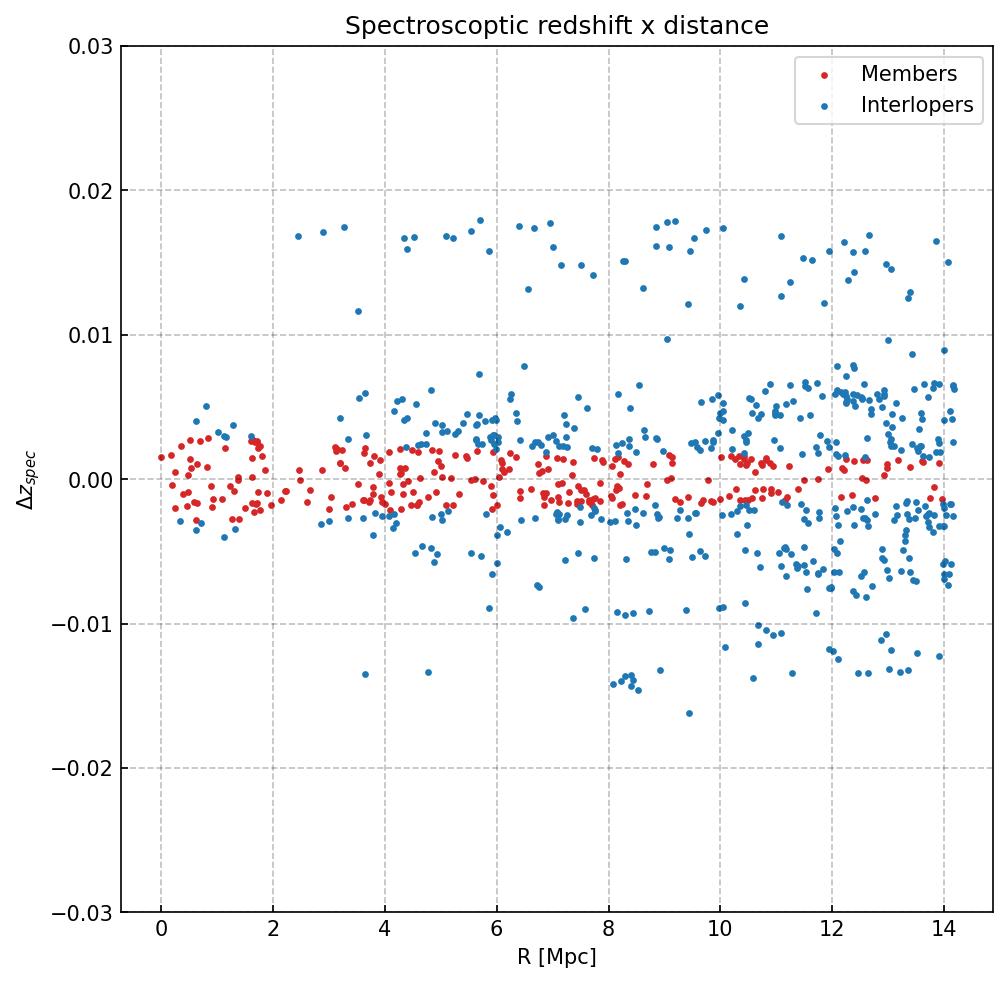 Spectroscoptic redshift x distance
Members
Interlopers
0.03
0.02
0.01
0.00
−0.01
−0.02
−0.03
Δz_spec
0 2 4 6 8 10 12 14
R [Mpc]